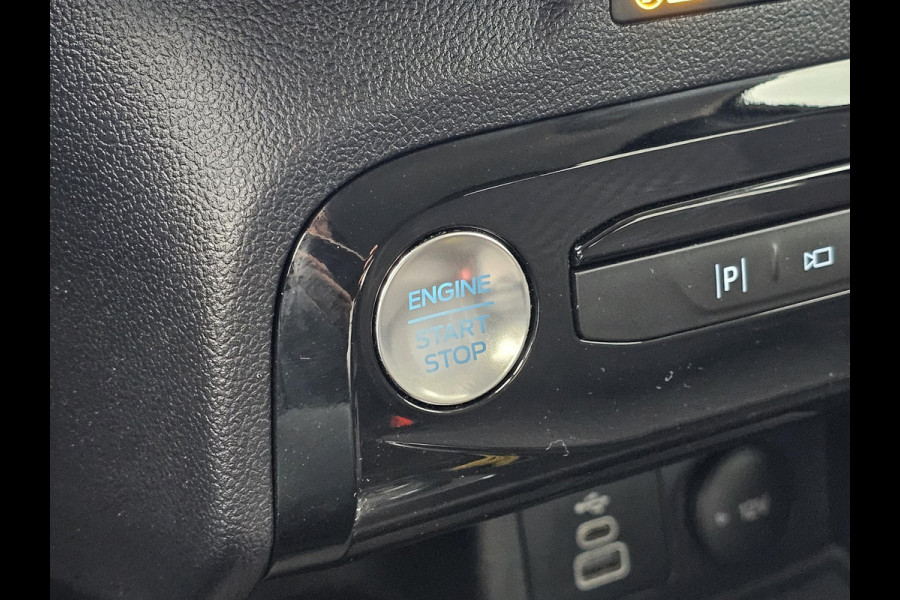 ENGINE
START
STOP
|P|
12V